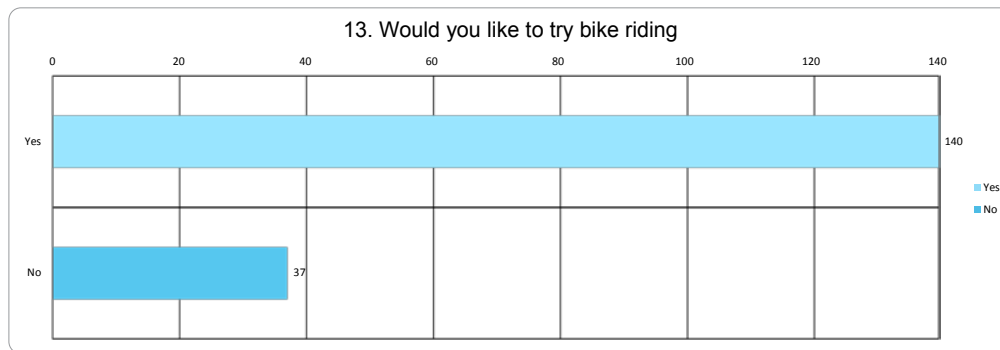 13. Would you like to try bike riding
0 20 40 60 80 100 120 140
Yes 140
Yes
No
No 37